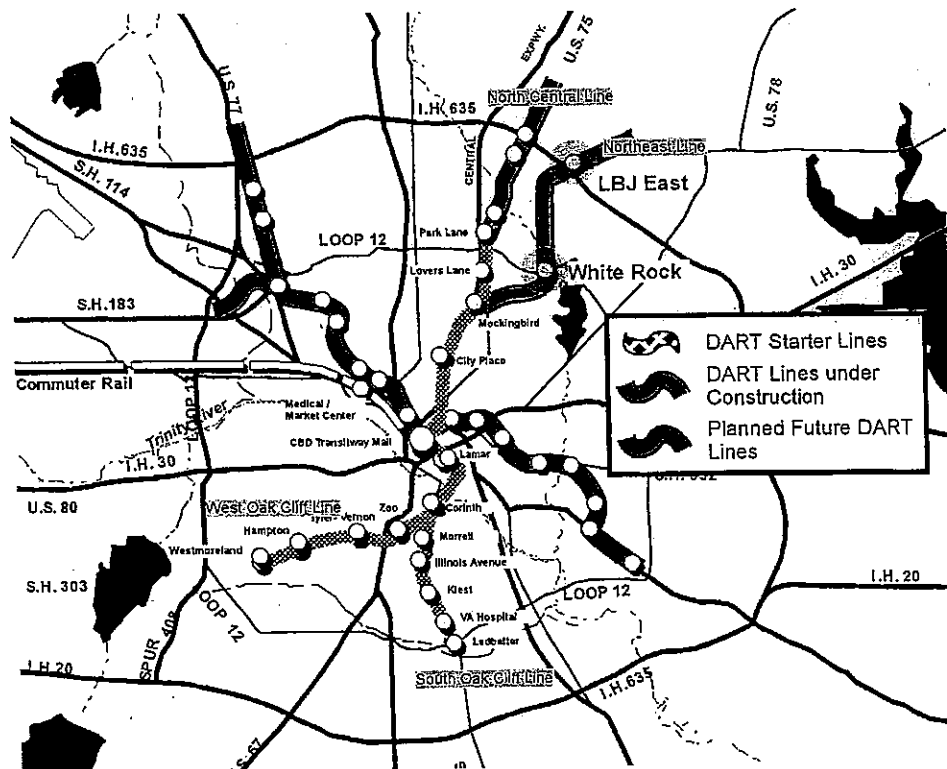 U.S. 77
I.H. 635
EXPWY.
U.S. 75
North Central Line
U.S. 78
I.H.635
CENTRAL
Northeast Line
S.H. 114
LBJ East
Park Lane
LOOP 12
Lovers Lane
White Rock
I.H. 30
S.H.183
Mockingbird
DART Starter Lines
City Place
DART Lines under
Construction
Commuter Rail
LOOP 12
Medical /
Market Center
Planned Future DART
Lines
Trinity River
CBD Transitway Mall
I.H. 30
Lamar
U.S. 80
West Oak Cliff Line
Zoo
Corinth
Vernon
Hampton
Morrell
Westmoreland
Illinois Avenue
I.H. 20
S.H. 303
Kiest
LOOP 12
OOP 12
SPUR 408
VA Hospital
Ledbetter
I.H.20
South Oak Cliff Line
I.H.635
.S. 67